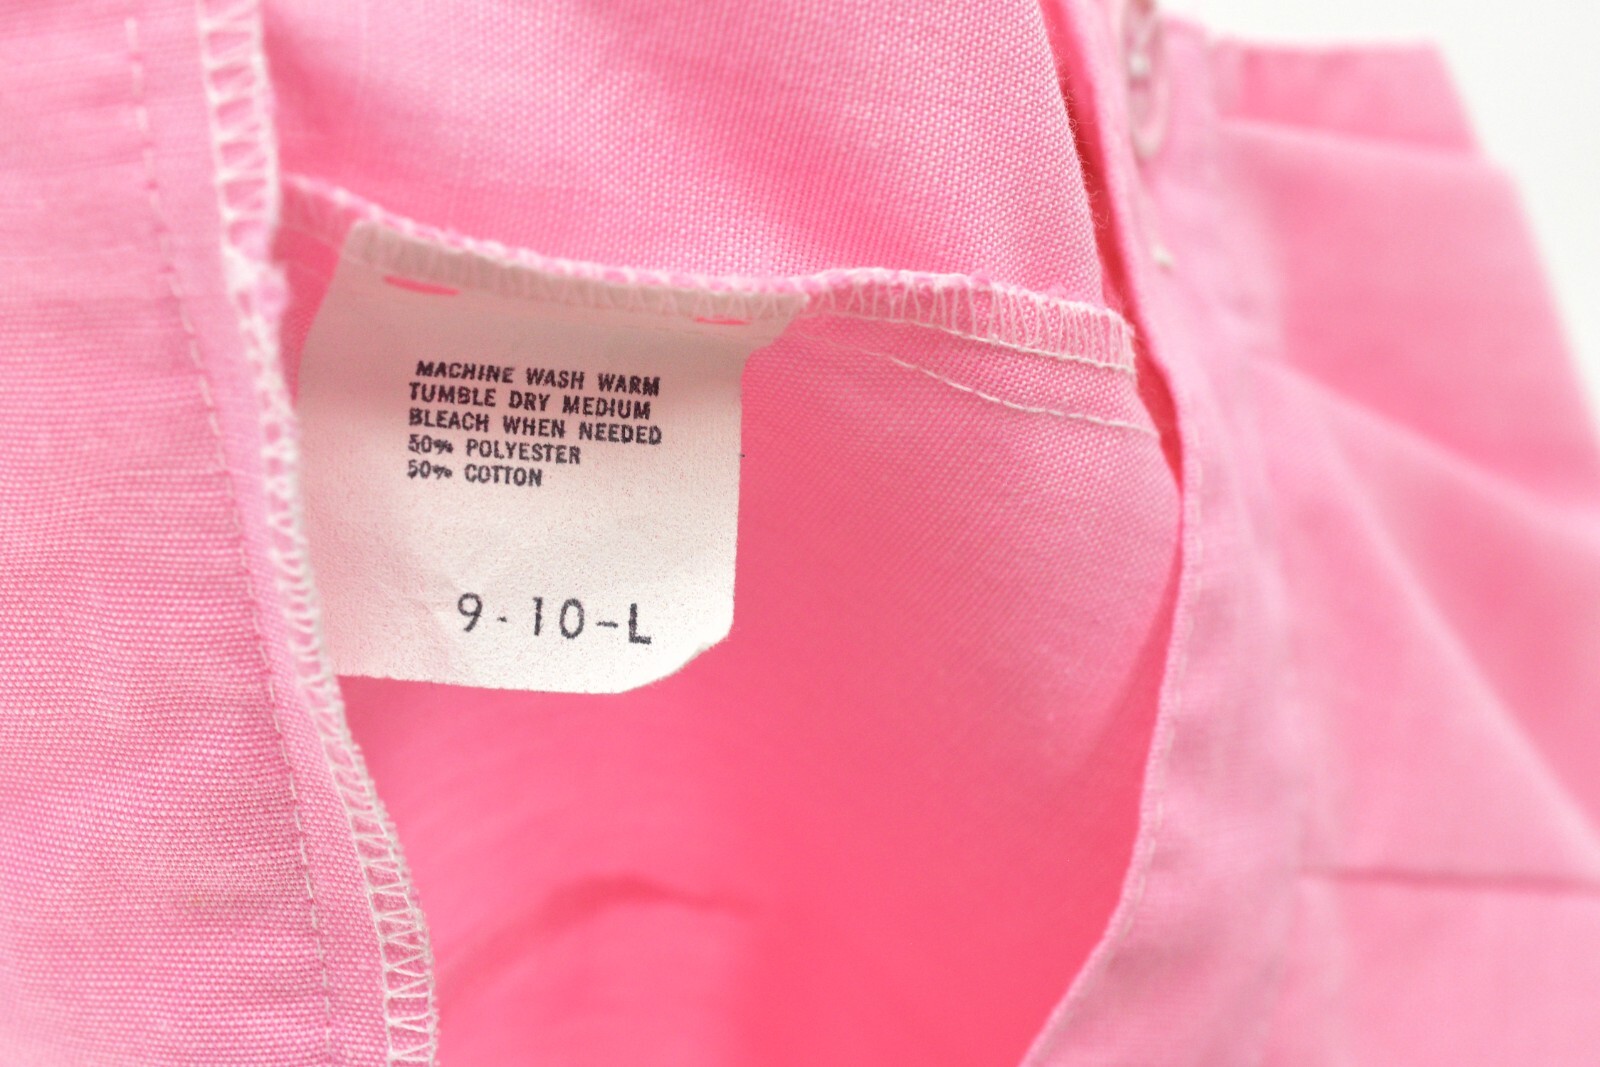 MACHINE WASH WARM
TUMBLE DRY MEDIUM
BLEACH WHEN NEEDED
50% POLYESTER
50% COTTON
9-10-L